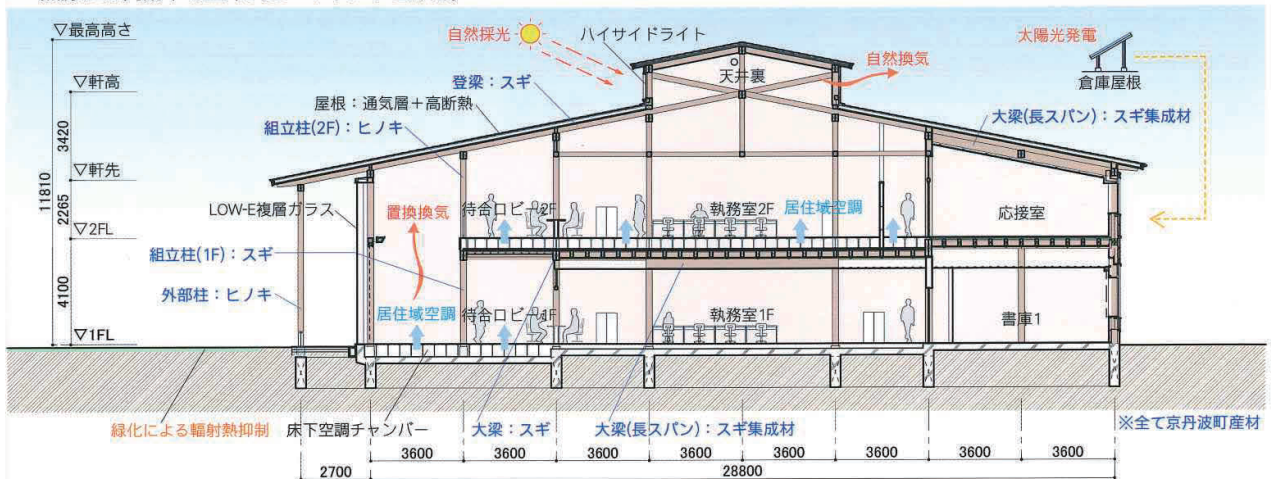 ▽最高高さ
自然採光
ハイサイドライト
太陽光発電
自然換気
天井裏
倉庫屋根
▽軒高
登梁：スギ
屋根：通気層＋高断熱
大梁(長スパン)：スギ集成材
組立柱(2F)：ヒノキ
3420
▽軒先
11810
LOW-E複層ガラス
置換換気
待合ロビー2F
執務室2F
居住域空調
応接室
2265
▽2FL
組立柱(1F)：スギ
外部柱：ヒノキ
4100
居住域空調
待合ロビー1F
執務室1F
書庫1
▽1FL
緑化による輻射熱抑制
床下空調チャンバー
大梁：スギ
大梁(長スパン)：スギ集成材
※全て京丹波町産材
3600 3600 3600 3600 3600 3600 3600 3600
2700 28800